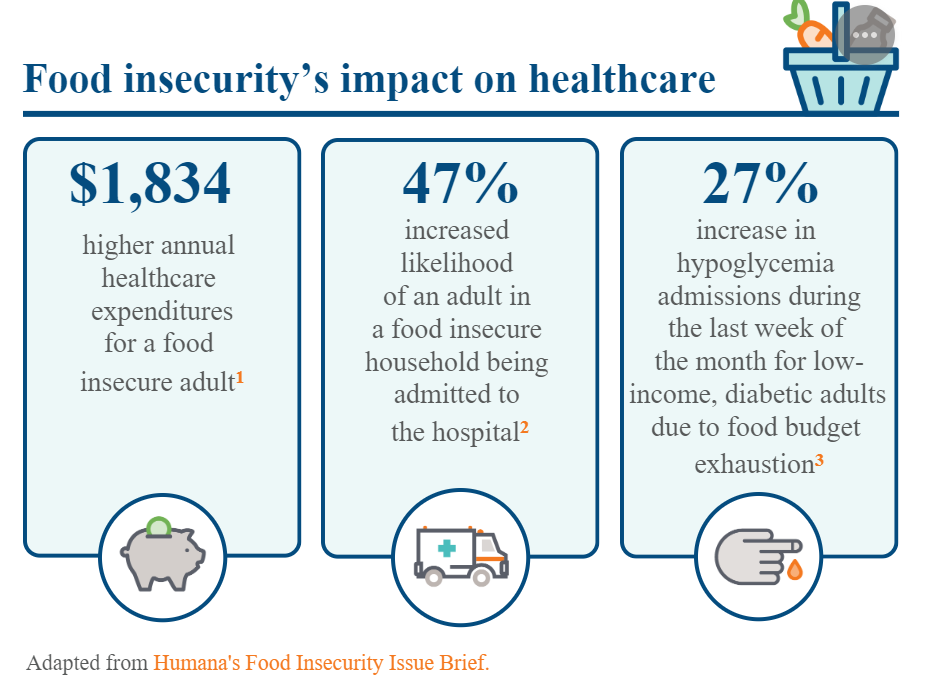 Food insecurity’s impact on healthcare
$1,834
higher annual
healthcare
expenditures
for a food
insecure adult1
47%
increased
likelihood
of an adult in
a food insecure
household being
admitted to
the hospital2
27%
increase in
hypoglycemia
admissions during
the last week of
the month for low-
income, diabetic adults
due to food budget
exhaustion3
Adapted from Humana's Food Insecurity Issue Brief.